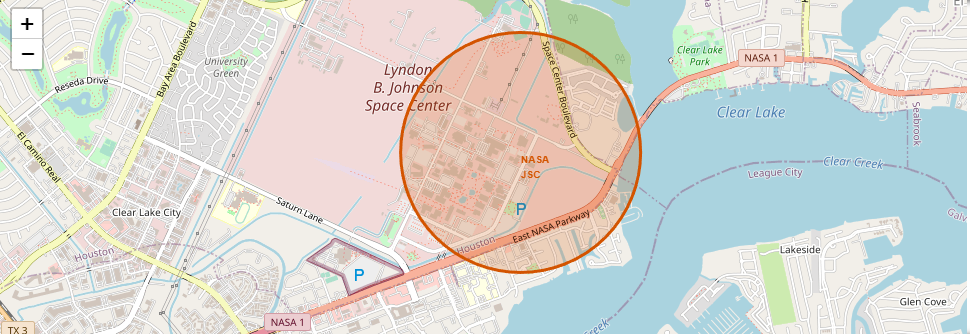 +
−
Reseda Drive
Bay Area Boulevard
University
Green
El Camino Real
Clear Lake City
Saturn Lane
Houston
TX 3
NASA 1
P
Lyndon
B. Johnson
Space Center
Space Center Boulevard
NASA
JSC
P
Houston
East NASA Parkway
Clear Lake
Park
NASA 1
Clear Lake
Seabrook
Clear Creek
League City
Lakeside
Glen Cove
Creek